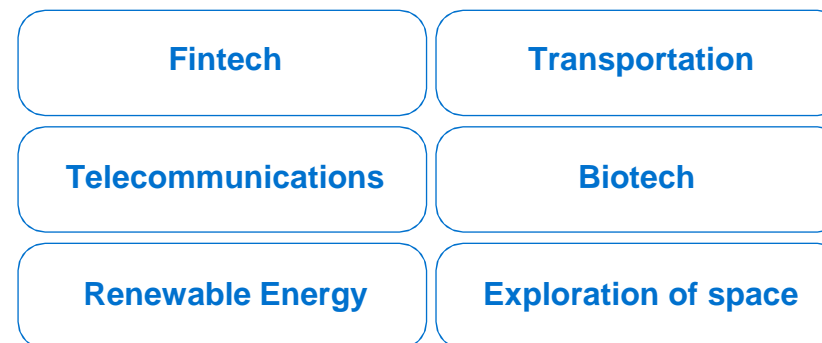 Fintech
Transportation
Telecommunications
Biotech
Renewable Energy
Exploration of space